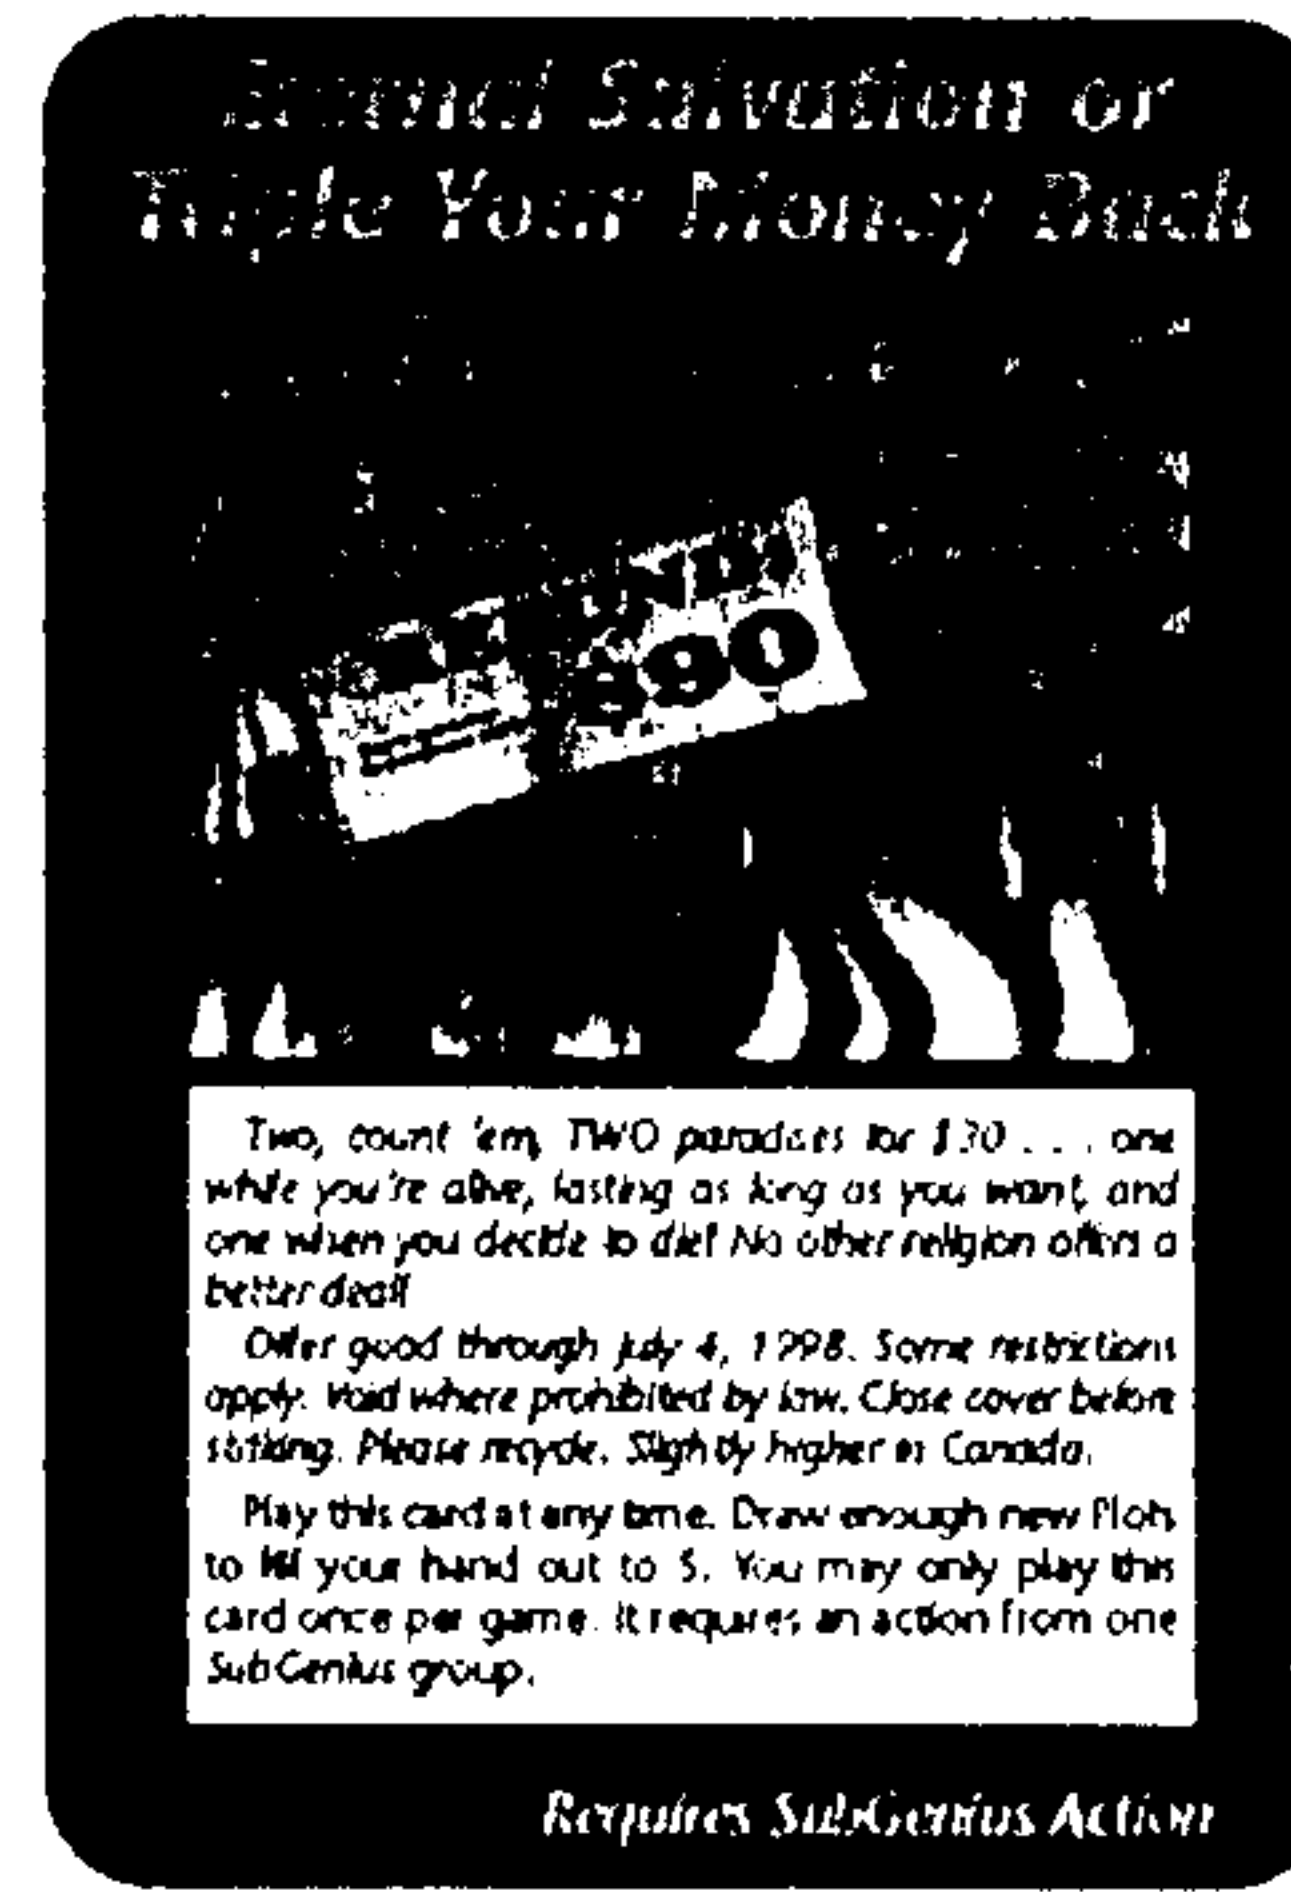 Eternal Salvation or
Triple Your Money Back
Two, count 'em, TWO paradises for $30 . . . one
while you're alive, lasting as long as you want, and
one when you decide to die! No other religion offers a
better deal!
Offer good through July 4, 1998. Some restrictions
apply. Void where prohibited by law. Close cover before
striking. Please recycle. Slightly higher in Canada.
Play this card at any time. Draw enough new Plots
to fill your hand out to 5. You may only play this
card once per game. It requires an action from one
SubGenius group.
Requires SubGenius Action